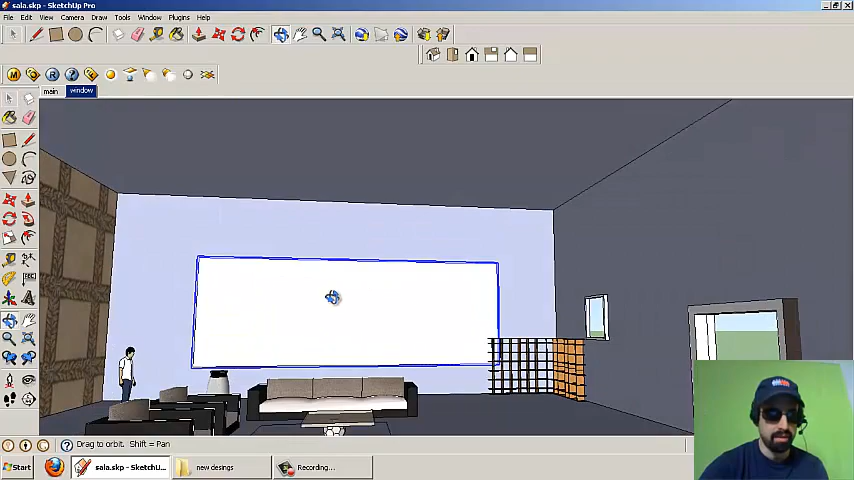 sala.skp - SketchUp Pro
File Edit View Camera Draw Tools Window Plugins Help
main window
Drag to orbit. Shift = Pan
Start sala.skp - SketchU... new desings Recording...